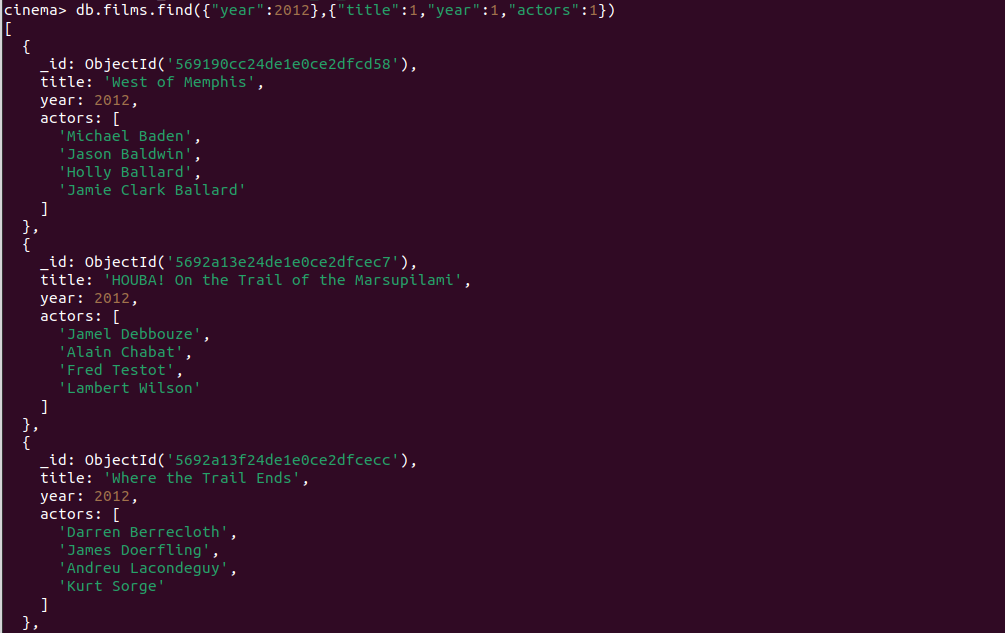 cinema> db.films.find({"year":2012},{"title":1,"year":1,"actors":1})
[
  {
    _id: ObjectId('569190cc24de1e0ce2dfcd58'),
    title: 'West of Memphis',
    year: 2012,
    actors: [
      'Michael Baden',
      'Jason Baldwin',
      'Holly Ballard',
      'Jamie Clark Ballard'
    ]
  },
  {
    _id: ObjectId('5692a13e24de1e0ce2dfcec7'),
    title: 'HOUBA! On the Trail of the Marsupilami',
    year: 2012,
    actors: [
      'Jamel Debbouze',
      'Alain Chabat',
      'Fred Testot',
      'Lambert Wilson'
    ]
  },
  {
    _id: ObjectId('5692a13f24de1e0ce2dfcecc'),
    title: 'Where the Trail Ends',
    year: 2012,
    actors: [
      'Darren Berrecloth',
      'James Doerfling',
      'Andreu Lacondeguy',
      'Kurt Sorge'
    ]
  },